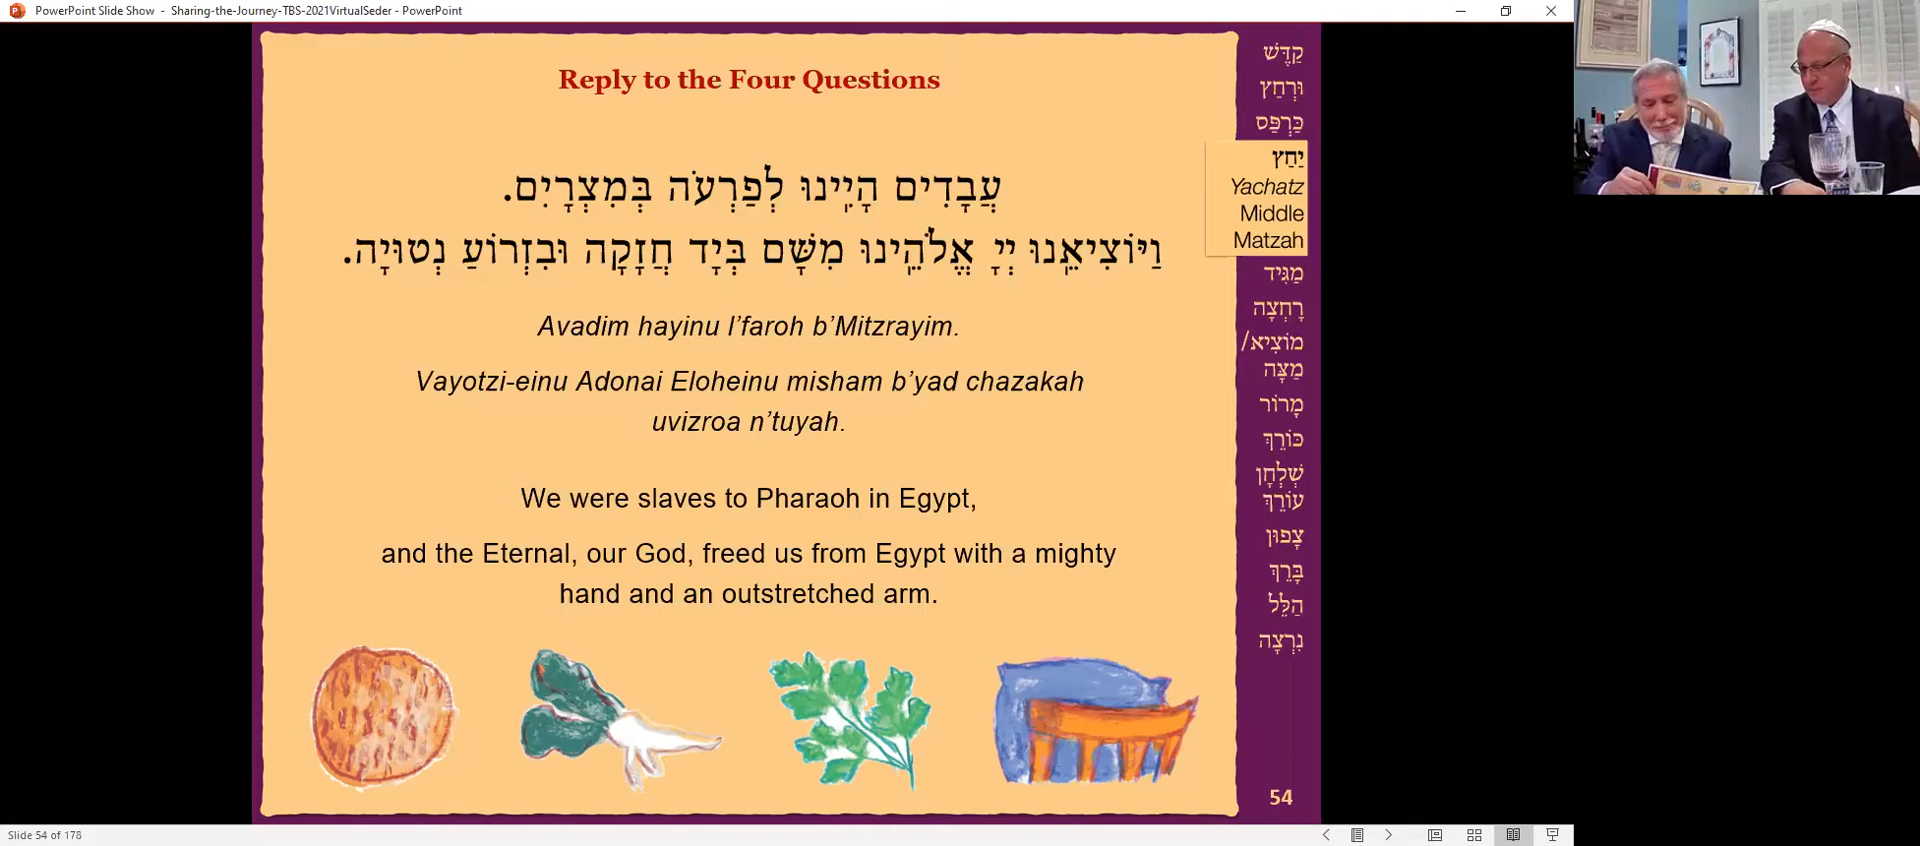 PowerPoint Slide Show - Sharing-the-Journey-TBS-2021VirtualSeder - PowerPoint
Reply to the Four Questions
עֲבָדִים הָיִֽינוּ לְפַרְעֹה בְּמִצְרָֽיִם.
וַיּוֹצִיאֵֽנוּ יְיָ אֱלֹהֵֽינוּ מִשָּׁם בְּיָד חֲזָקָה וּבִזְרֽוֹעַ נְטוּיָה.
Avadim hayinu l’faroh b’Mitzrayim.
Vayotzi-einu Adonai Eloheinu misham b’yad chazakah
uvizroa n’tuyah.
We were slaves to Pharaoh in Egypt,
and the Eternal, our God, freed us from Egypt with a mighty
hand and an outstretched arm.
קַדֶּשׁ
וּרְחַץ
כַּרְפַּס
יַחַץ
Yachatz
Middle
Matzah
מַגִּיד
רָחְצָה
מוֹצִיא/
מַצָּה
מָרוֹר
כּוֹרֵךְ
שֻׁלְחָן
עוֹרֵךְ
צָפוּן
בָּרֵךְ
הַלֵּל
נִרְצָה
54
Slide 54 of 178